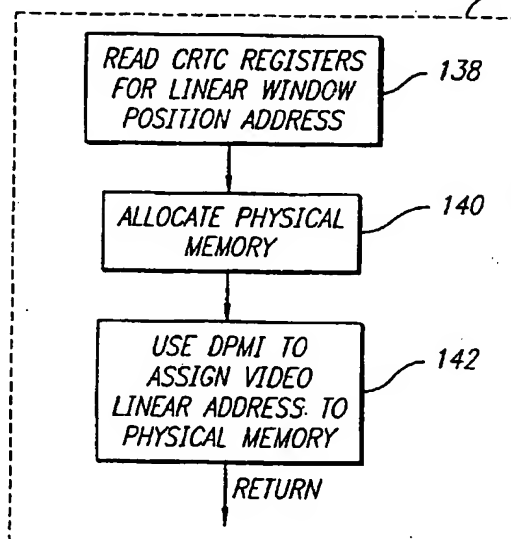 READ CRTC REGISTERS
FOR LINEAR WINDOW
POSITION ADDRESS
138
ALLOCATE PHYSICAL
MEMORY
140
USE DPMI TO
ASSIGN VIDEO
LINEAR ADDRESS TO
PHYSICAL MEMORY
142
RETURN